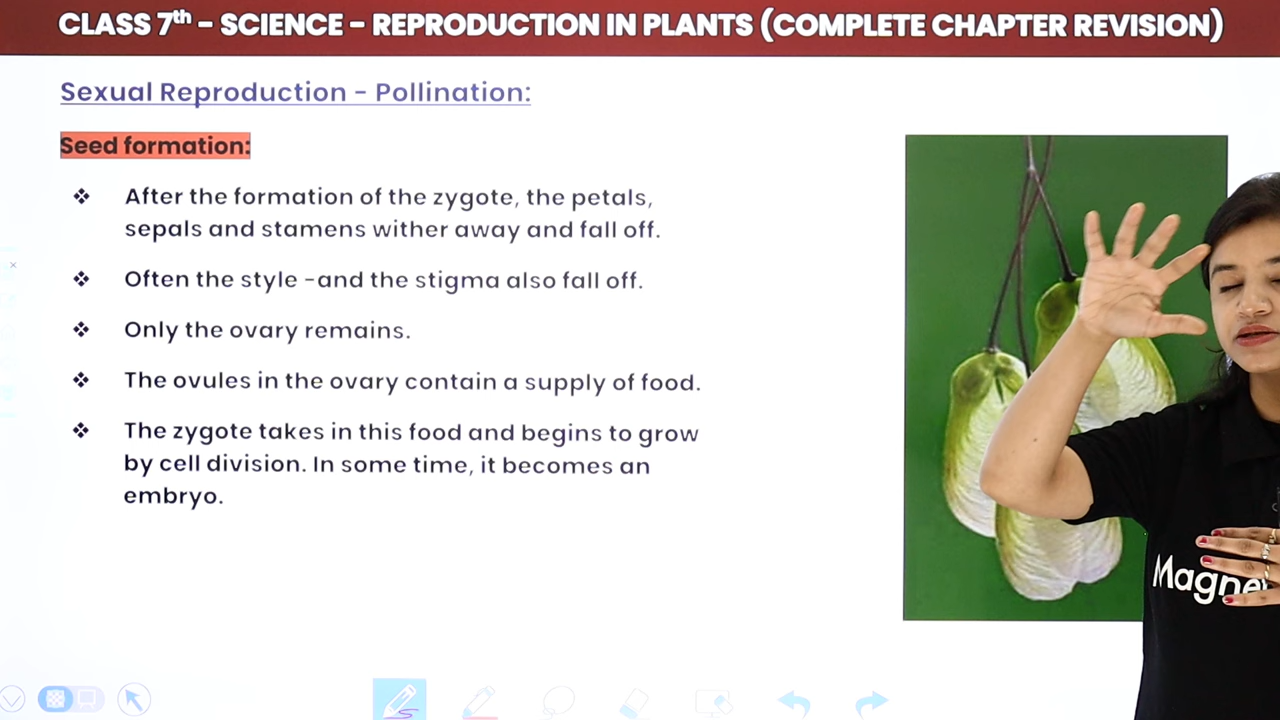 CLASS 7th – SCIENCE – REPRODUCTION IN PLANTS (COMPLETE CHAPTER REVISION)
Sexual Reproduction - Pollination:
Seed formation:
❖ After the formation of the zygote, the petals,
sepals and stamens wither away and fall off.
❖ Often the style -and the stigma also fall off.
❖ Only the ovary remains.
❖ The ovules in the ovary contain a supply of food.
❖ The zygote takes in this food and begins to grow
by cell division. In some time, it becomes an
embryo.